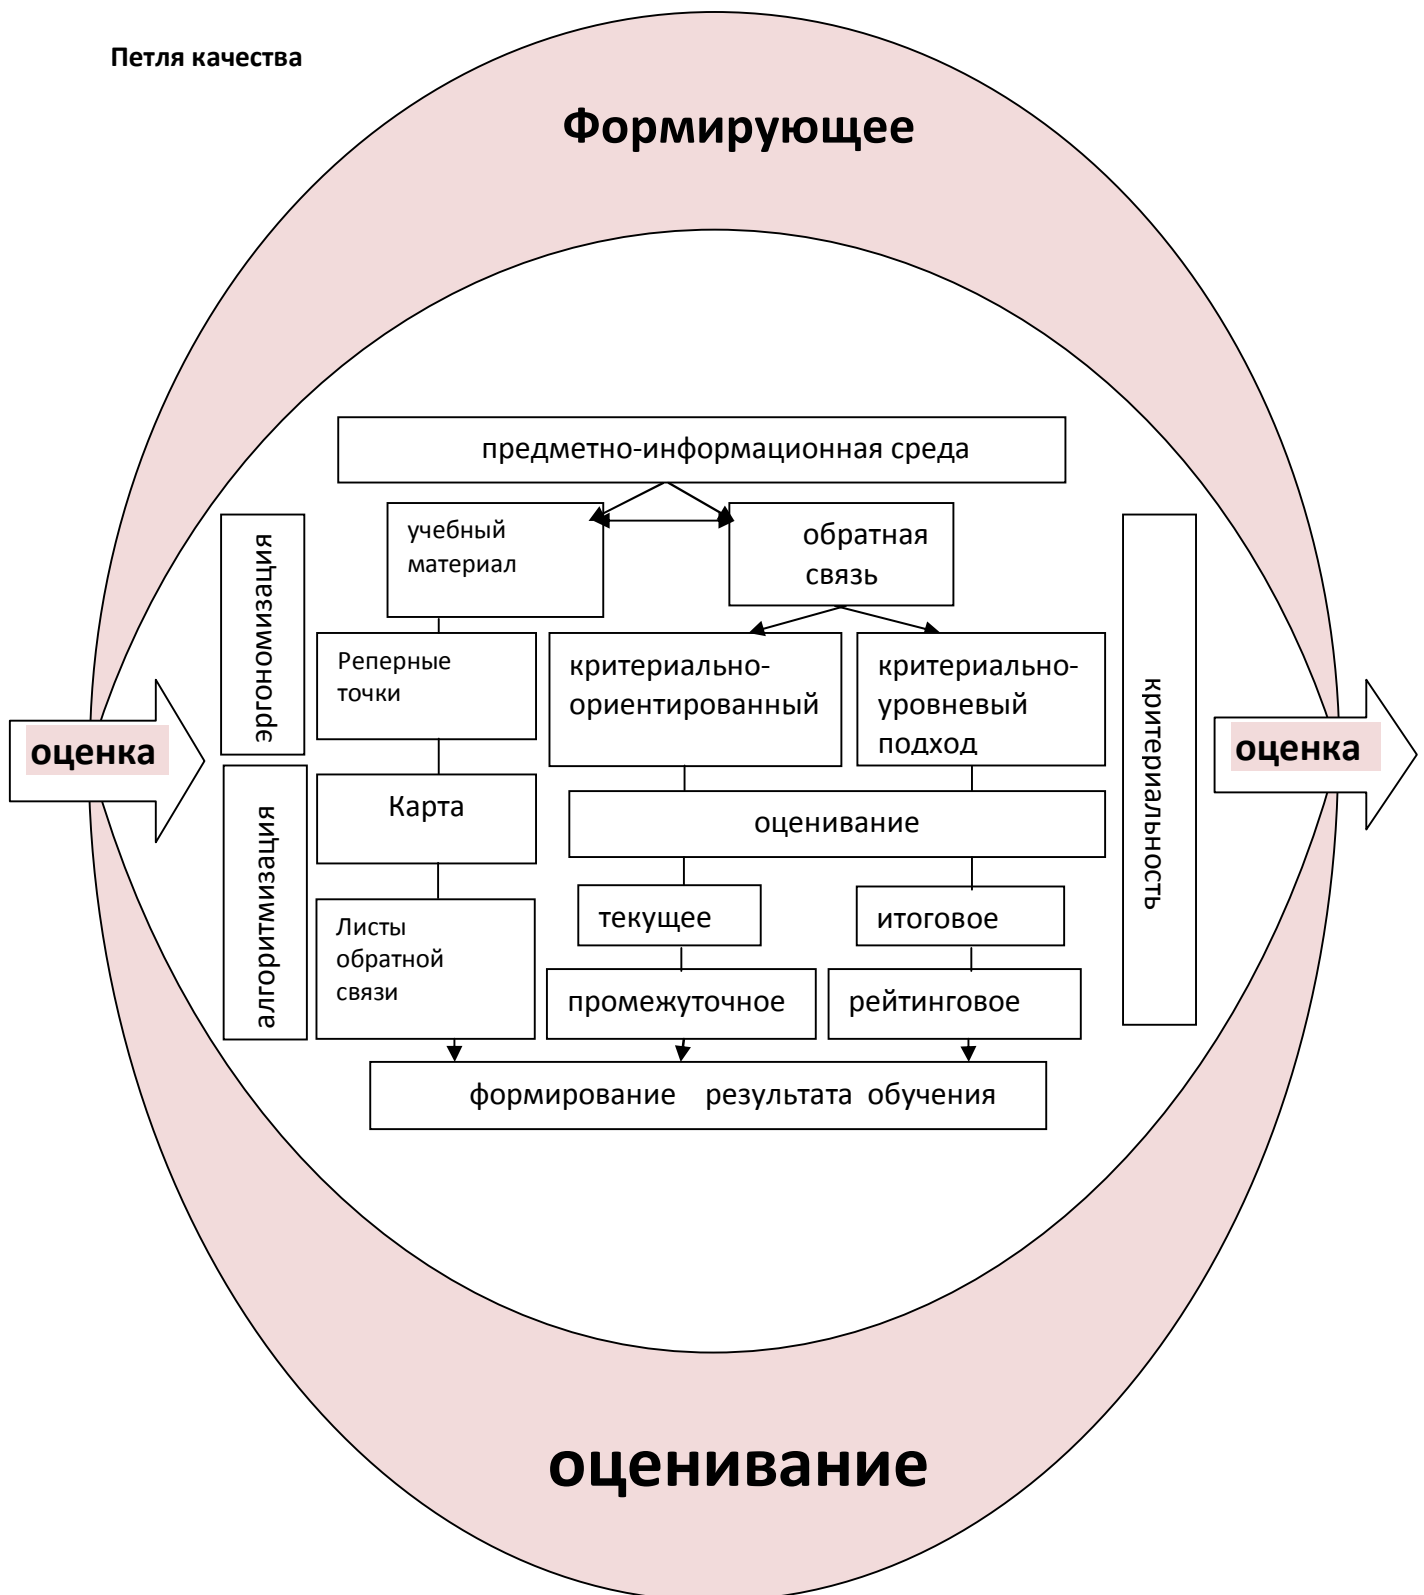 Петля качества
Формирующее
предметно-информационная среда
учебный
материал
обратная
связь
эргономизация
Реперные
точки
критериально-
ориентированный
критериально-
уровневый
подход
критериальность
оценка
оценка
Карта
оценивание
алгоритмизация
Листы
обратной
связи
текущее
итоговое
промежуточное
рейтинговое
формирование результата обучения
оценивание